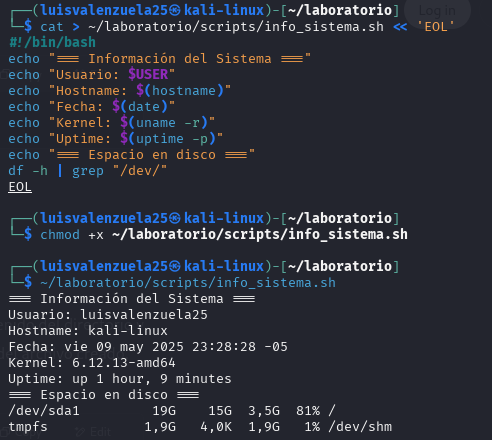 Log in
┌──(luisvalenzuela25㉿kali-linux)-[~/laboratorio]
└─$ cat > ~/laboratorio/scripts/info_sistema.sh << 'EOL'
#!/bin/bash
echo "=== Información del Sistema ==="
echo "Usuario: $USER"
echo "Hostname: $(hostname)"
echo "Fecha: $(date)"
echo "Kernel: $(uname -r)"
echo "Uptime: $(uptime -p)"
echo "=== Espacio en disco ==="
df -h | grep "/dev/"
EOL
┌──(luisvalenzuela25㉿kali-linux)-[~/laboratorio]
└─$ chmod +x ~/laboratorio/scripts/info_sistema.sh
┌──(luisvalenzuela25㉿kali-linux)-[~/laboratorio]
└─$ ~/laboratorio/scripts/info_sistema.sh
=== Información del Sistema ===
Usuario: luisvalenzuela25
Hostname: kali-linux
Fecha: vie 09 may 2025 23:28:28 -05
Kernel: 6.12.13-amd64
Uptime: up 1 hour, 9 minutes
=== Espacio en disco ===
/dev/sda1 19G 15G 3,5G 81% /
tmpfs 1,9G 4,0K 1,9G 1% /dev/shm
Edit